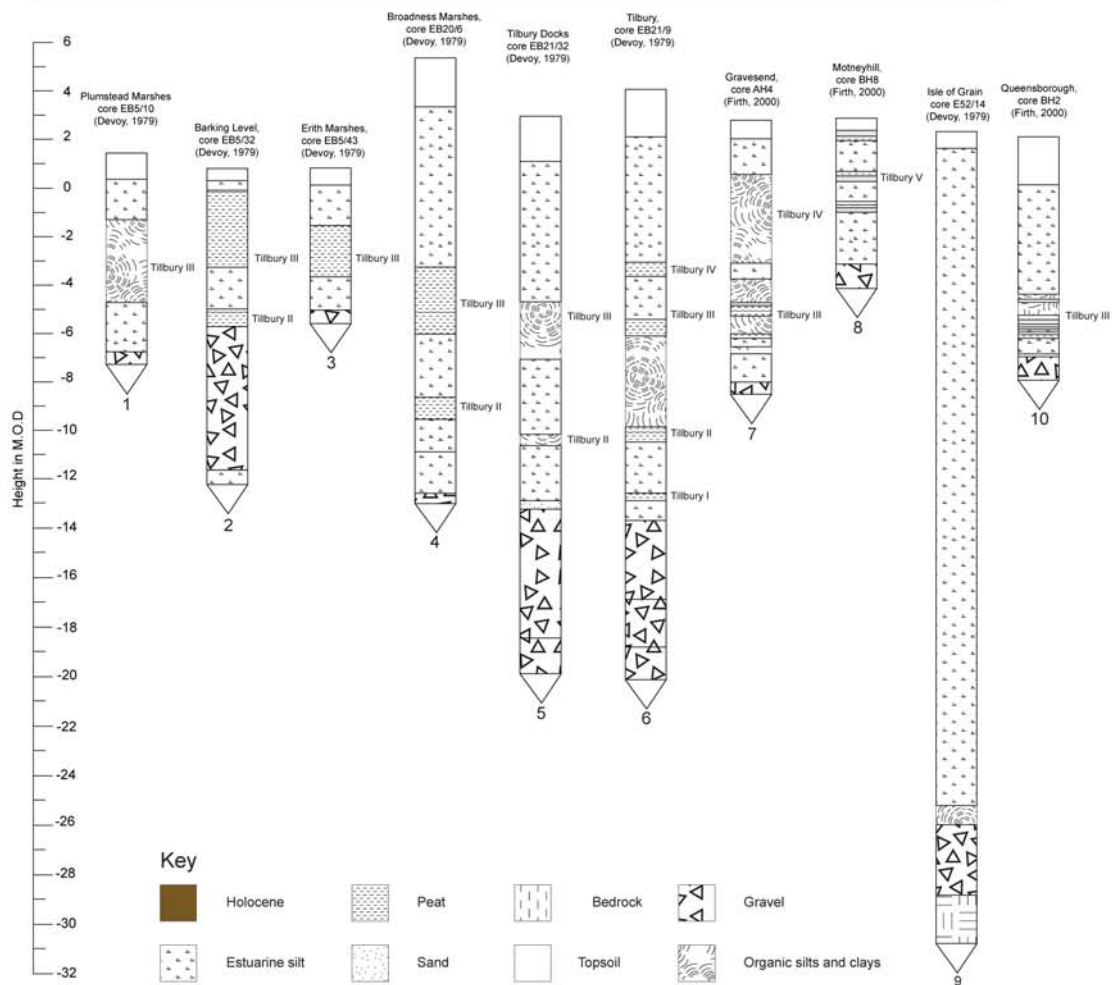 Plumstead Marshes
core EB5/10
(Devoy, 1979)
Barking Level,
core EB5/32
(Devoy, 1979)
Erith Marshes,
core EB5/43
(Devoy, 1979)
Broadness Marshes,
core EB20/6
(Devoy, 1979)
Tilbury Docks
core EB21/32
(Devoy, 1979)
Tilbury,
core EB21/9
(Devoy, 1979)
Gravesend,
core AH4
(Firth, 2000)
Motneyhill,
core BH8
(Firth, 2000)
Isle of Grain
core E52/14
(Devoy, 1979)
Queensborough,
core BH2
(Firth, 2000)
Height in M.O.D
6
4
2
0
-2
-4
-6
-8
-10
-12
-14
-16
-18
-20
-22
-24
-26
-28
-30
-32
Tillbury III
1
Tillbury III
Tillbury II
2
Tillbury III
3
Tillbury III
Tillbury II
4
Tillbury III
Tillbury II
5
Tillbury IV
Tillbury III
Tillbury II
Tillbury I
6
Tillbury IV
Tillbury III
7
Tillbury V
8
9
Tillbury III
10
Key
Holocene
Peat
Bedrock
Gravel
Estuarine silt
Sand
Topsoil
Organic silts and clays